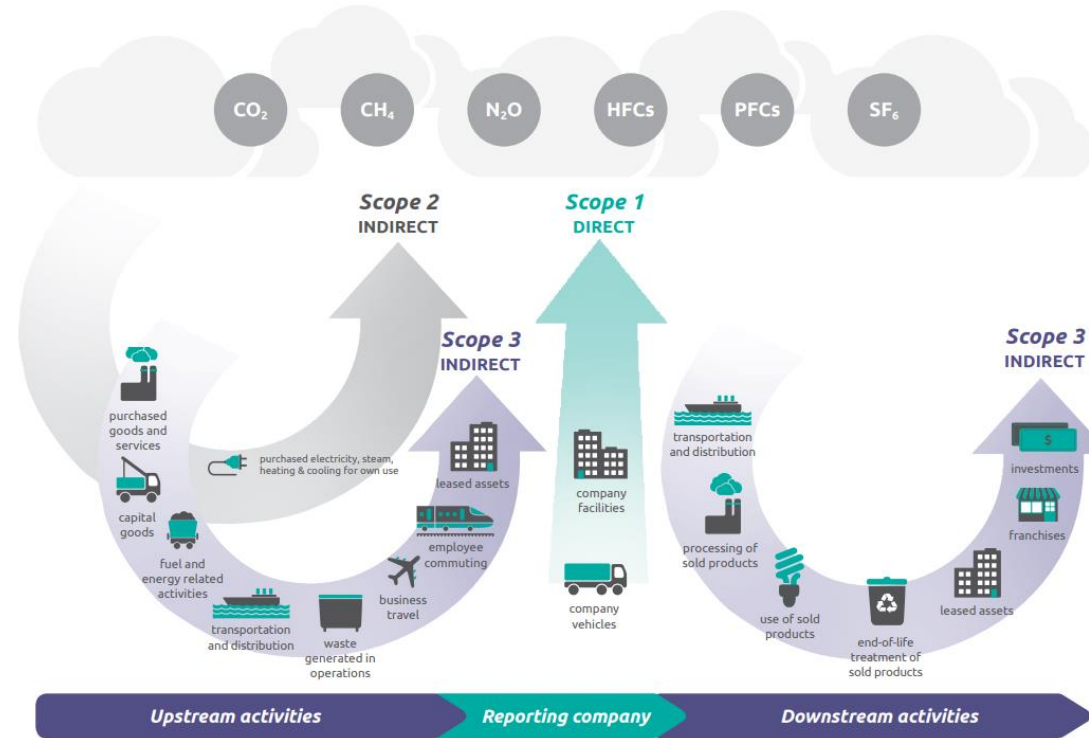 CO₂
CH₄
N₂O
HFCs
PFCs
SF₆
Scope 2
INDIRECT
Scope 1
DIRECT
Scope 3
INDIRECT
Scope 3
INDIRECT
purchased
goods and
services
capital
goods
fuel and
energy related
activities
transportation
and distribution
waste
generated in
operations
business
travel
employee
commuting
leased assets
purchased electricity, steam,
heating & cooling for own use
company
facilities
company
vehicles
transportation
and distribution
processing of
sold products
use of sold
products
end-of-life
treatment of
sold products
leased assets
franchises
$
investments
Upstream activities
Reporting company
Downstream activities